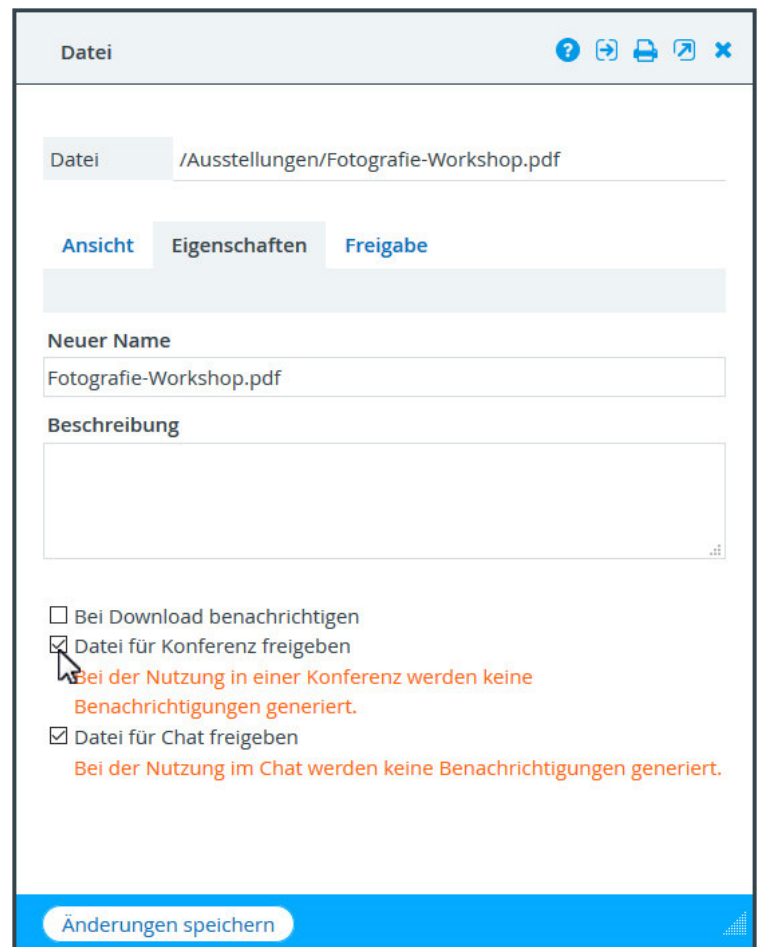 Datei
Datei /Ausstellungen/Fotografie-Workshop.pdf
Ansicht Eigenschaften Freigabe
Neuer Name
Fotografie-Workshop.pdf
Beschreibung
Bei Download benachrichtigen
Datei für Konferenz freigeben
Bei der Nutzung in einer Konferenz werden keine
Benachrichtigungen generiert.
Datei für Chat freigeben
Bei der Nutzung im Chat werden keine Benachrichtigungen generiert.
Änderungen speichern